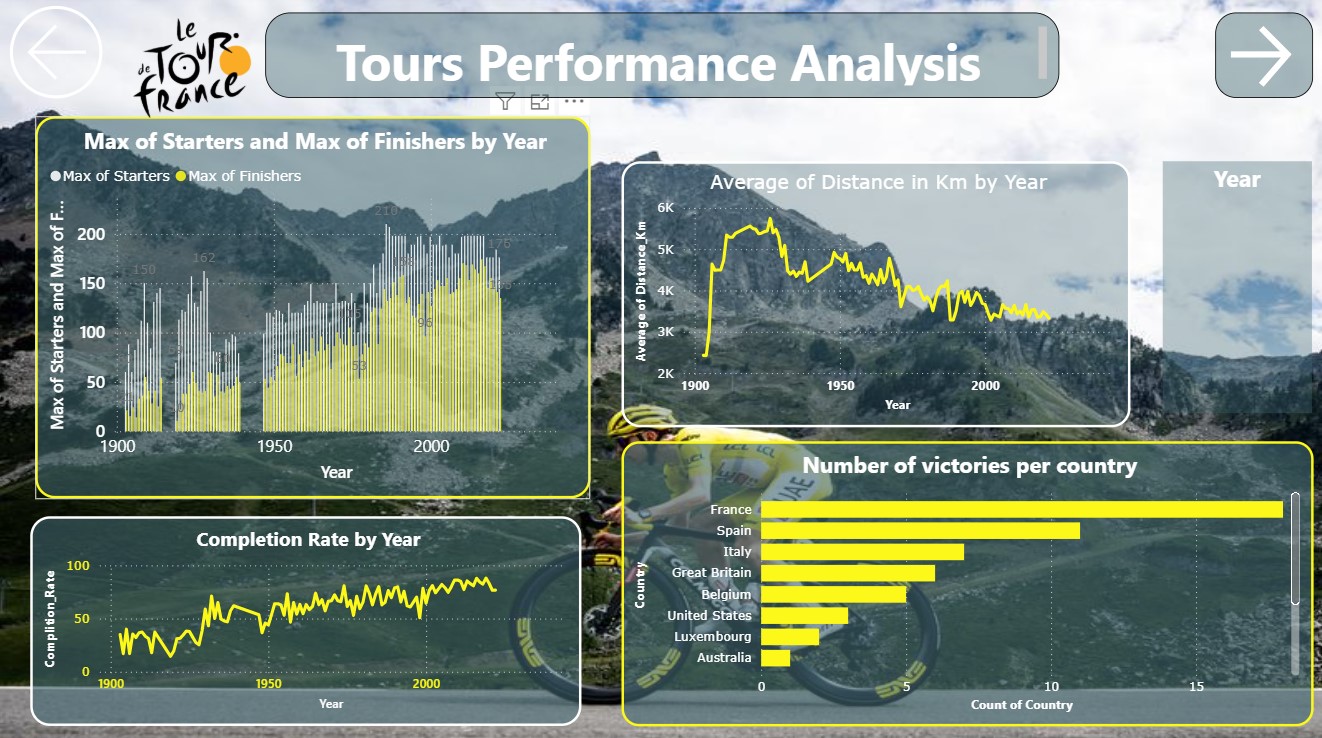 Le
Tour
de
France
Tours Performance Analysis
Max of Starters and Max of Finishers by Year
Max of Starters Max of Finishers
Max of Starters and Max of F...
200
150
100
50
0
210
175
162
150
96
53
1900 1950 2000
Year
Average of Distance in Km by Year
Average of Distance_Km
6K
5K
4K
3K
2K
1900 1950 2000
Year
Year
Completion Rate by Year
Complition_Rate
100
50
0
1900 1950 2000
Year
Number of victories per country
Country
France
Spain
Italy
Great Britain
Belgium
United States
Luxembourg
Australia
0 5 10 15
Count of Country
LCL LCL
UAE